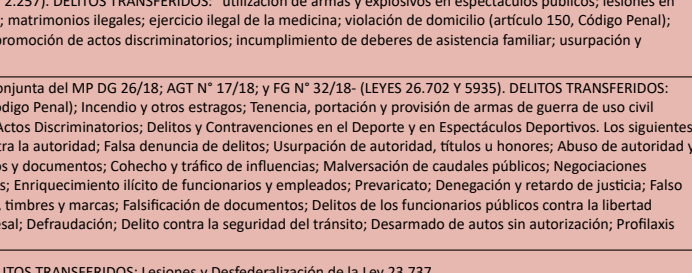 2.257). DELITOS TRANSFERIDOS: "utilización de armas y explosivos en espectáculos públicos; lesiones en
; matrimonios ilegales; ejercicio ilegal de la medicina; violación de domicilio (artículo 150, Código Penal);
promoción de actos discriminatorios; incumplimiento de deberes de asistencia familiar; usurpación y
onjunta del MP DG 26/18; AGT N° 17/18; y FG N° 32/18- (LEYES 26.702 Y 5935). DELITOS TRANSFERIDOS:
ódigo Penal); Incendio y otros estragos; Tenencia, portación y provisión de armas de guerra de uso civil
Actos Discriminatorios; Delitos y Contravenciones en el Deporte y en Espectáculos Deportivos. Los siguientes
tra la autoridad; Falsa denuncia de delitos; Usurpación de autoridad, títulos u honores; Abuso de autoridad y
os y documentos; Cohecho y tráfico de influencias; Malversación de caudales públicos; Negociaciones
s; Enriquecimiento ilícito de funcionarios y empleados; Prevaricato; Denegación y retardo de justicia; Falso
, timbres y marcas; Falsificación de documentos; Delitos de los funcionarios públicos contra la libertad
esal; Defraudación; Delito contra la seguridad del tránsito; Desarmado de autos sin autorización; Profilaxis
LITOS TRANSFERIDOS: Lesiones y Desfederalización de la Ley 23.737